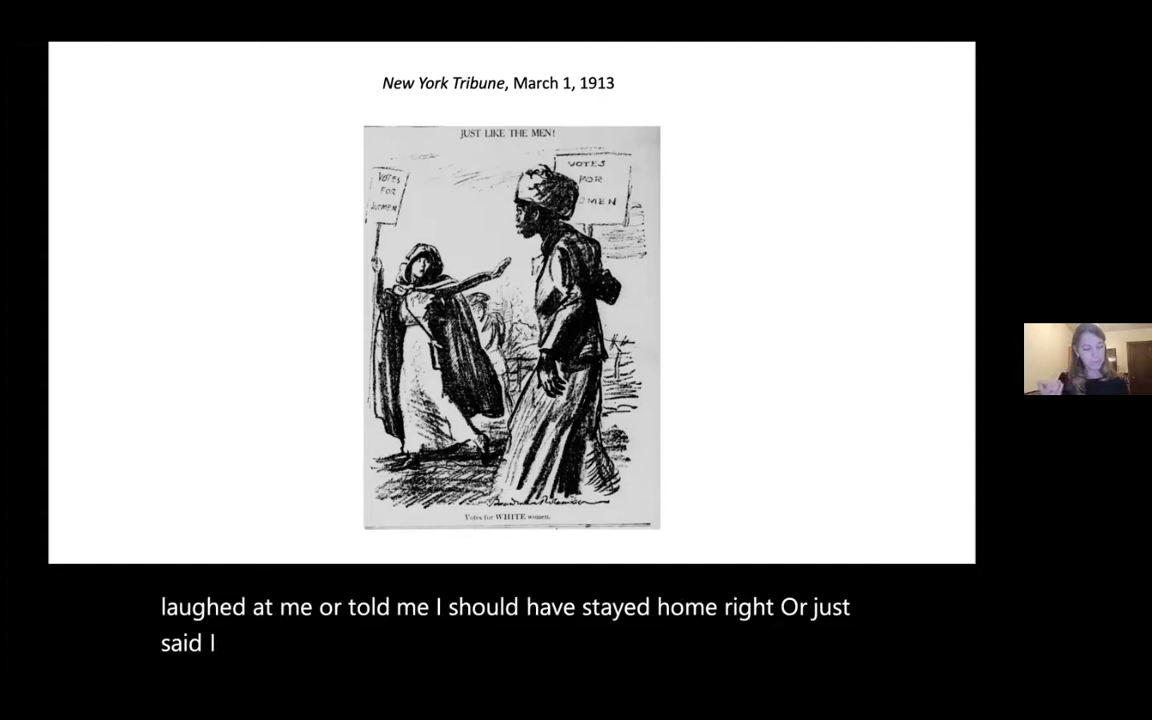 New York Tribune, March 1, 1913
JUST LIKE THE MEN!
VOTES
FOR
WOMEN
VOTES
FOR
OMEN
Votes for WHITE women.
laughed at me or told me I should have stayed home right Or just
said I